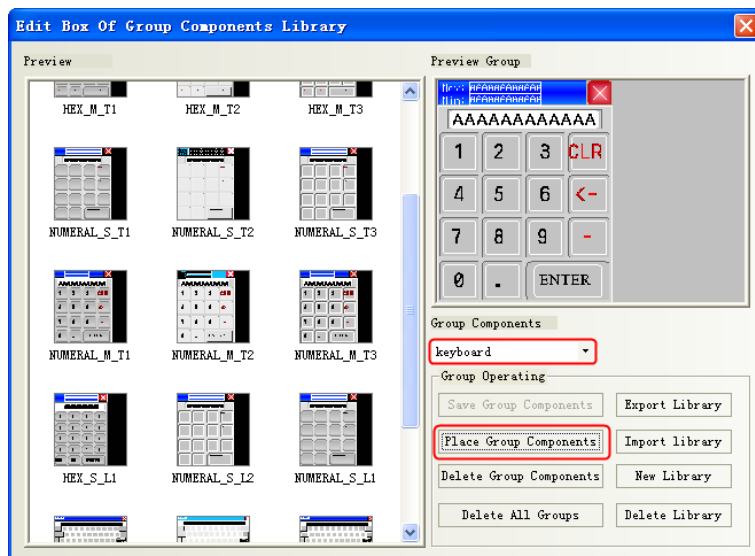 Edit Box Of Group Components Library
Preview
HEX_M_T1 HEX_M_T2 HEX_M_T3
NUMERAL_S_T1 NUMERAL_S_T2 NUMERAL_S_T3
NUMERAL_M_T1 NUMERAL_M_T2 NUMERAL_M_T3
HEX_S_L1 NUMERAL_S_L2 NUMERAL_S_L1
Preview Group
AAAAAAAAAAAA
1 2 3 CLR
4 5 6 <-
7 8 9 -
0 . ENTER
Group Components
keyboard
Group Operating
Save Group Components Export Library
Place Group Components Import library
Delete Group Components New Library
Delete All Groups Delete Library